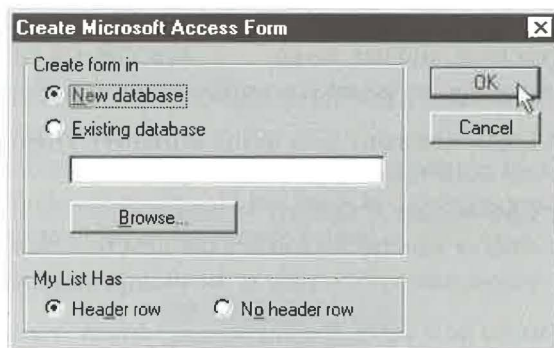 Create Microsoft Access Form
Create form in
New database
Existing database
Browse...
OK
Cancel
My List Has
Header row
No header row